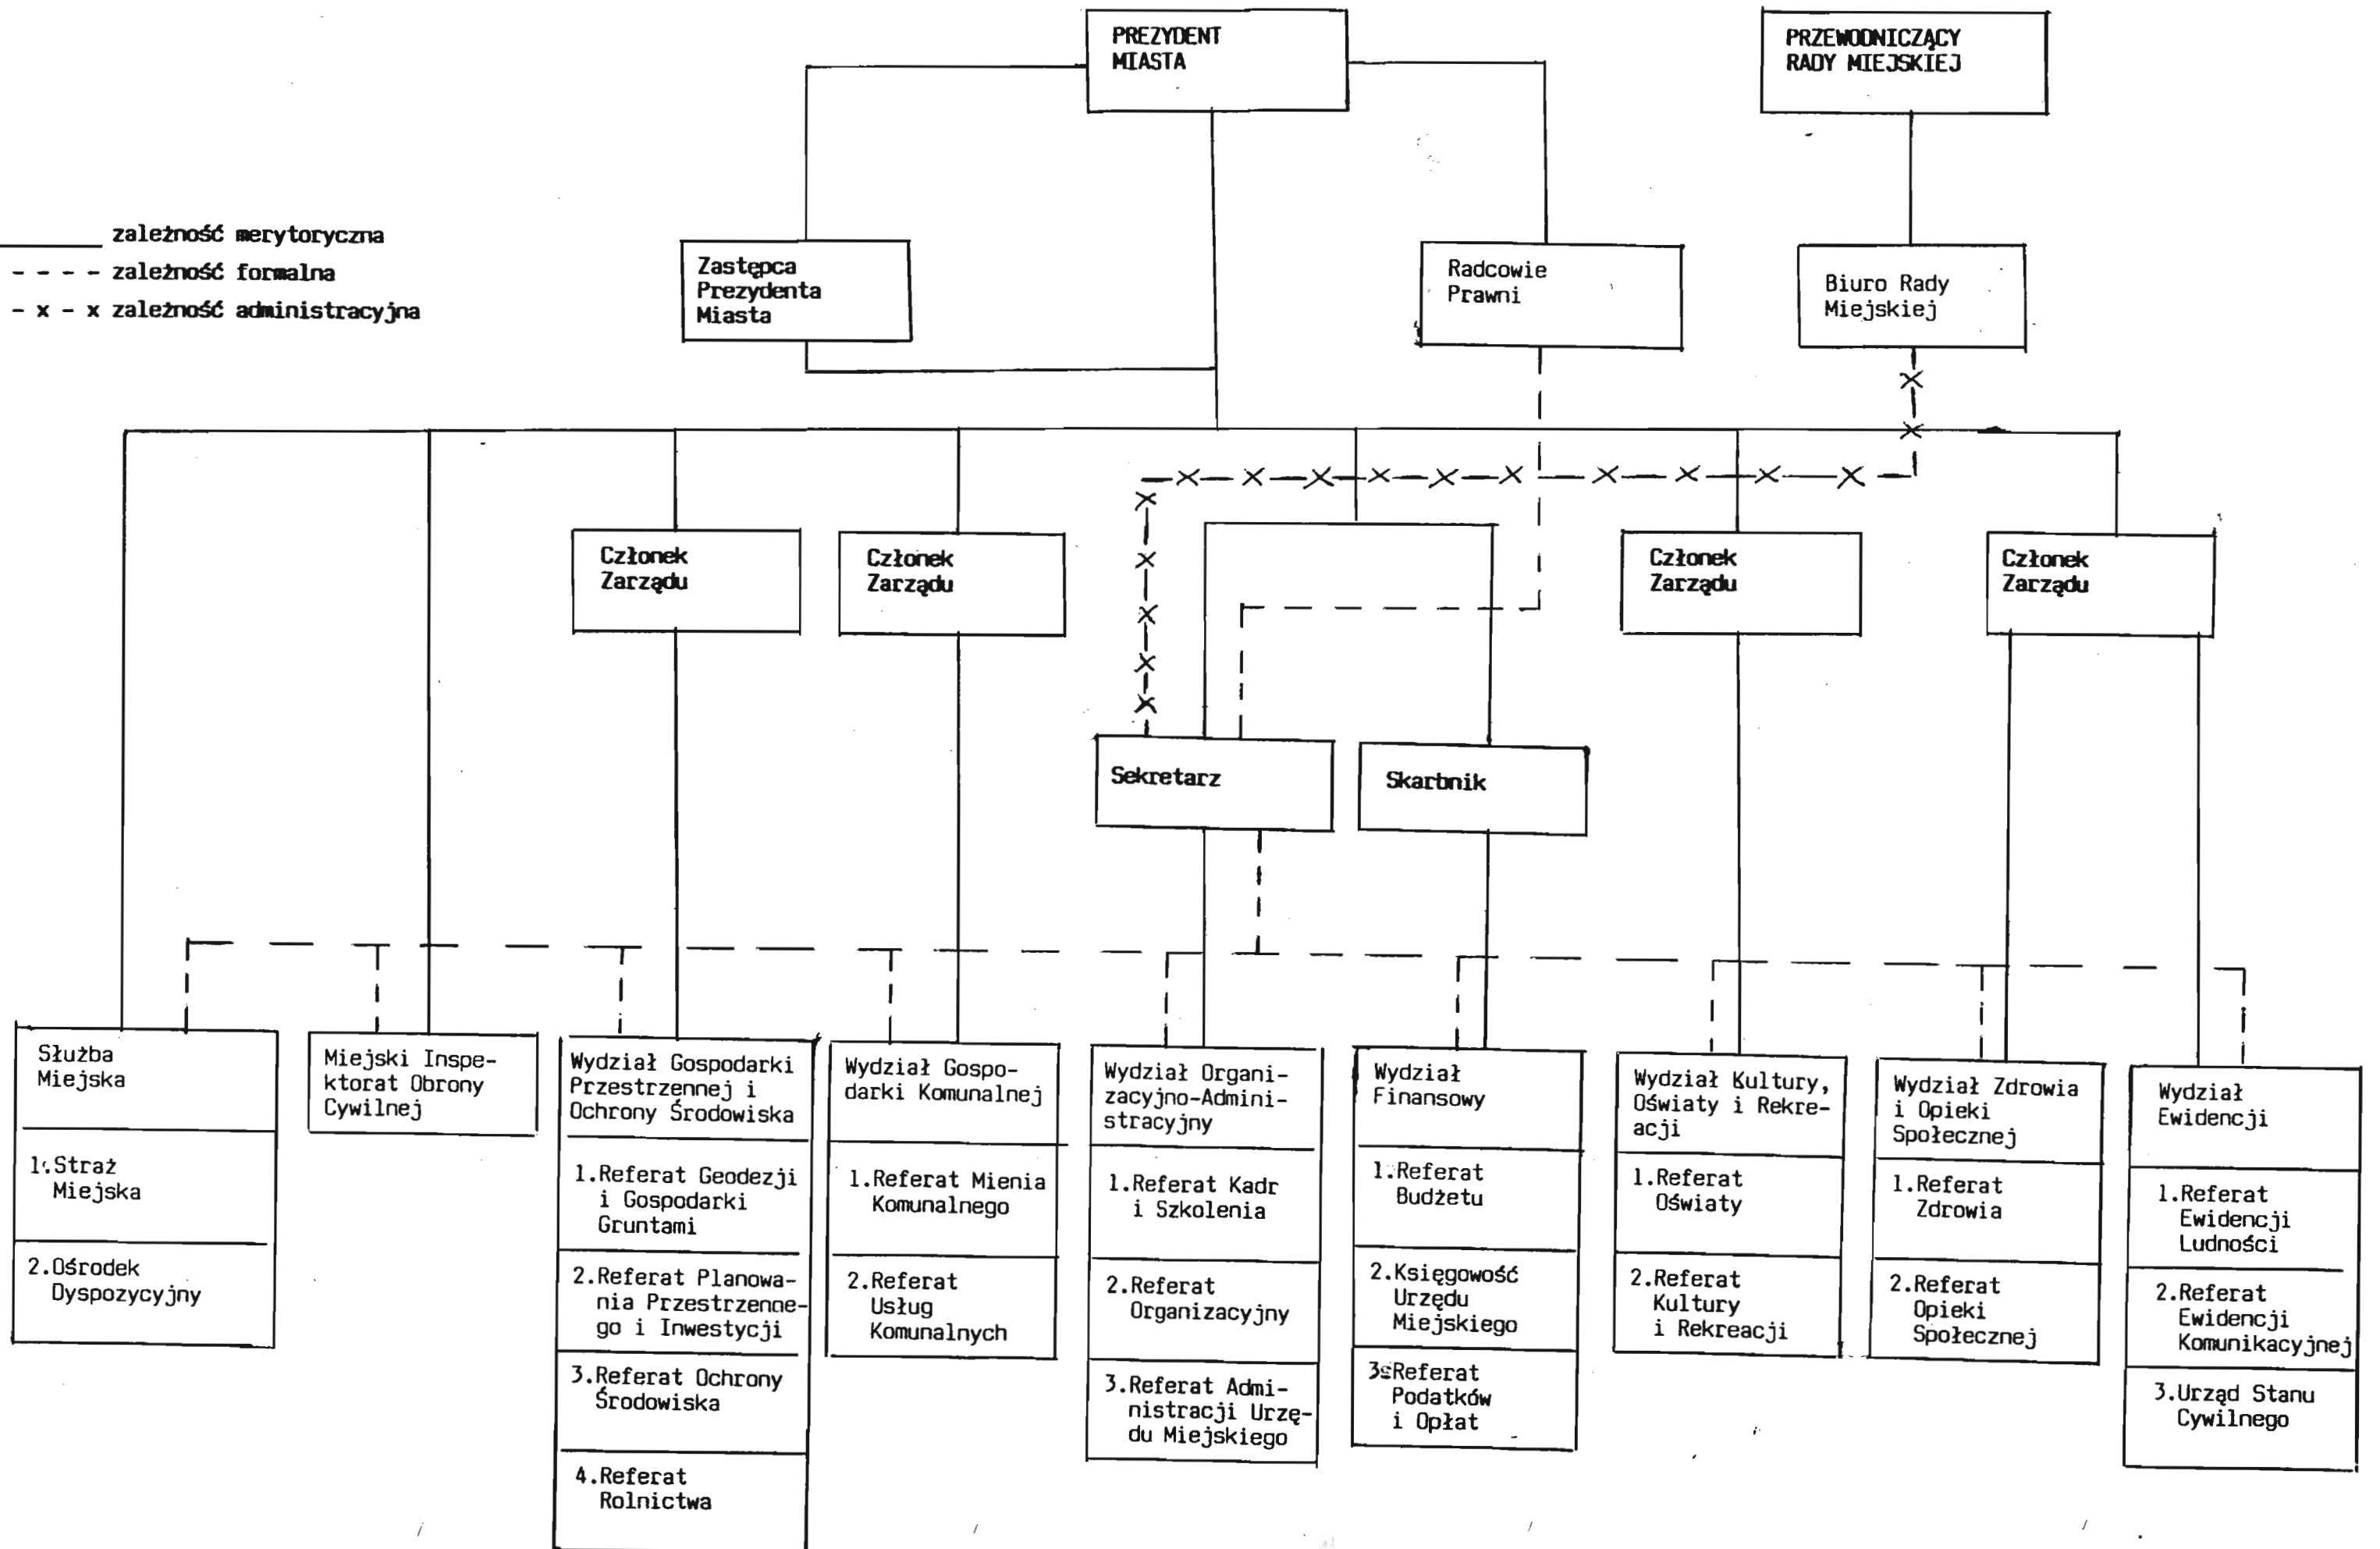 PREZYDENT
MIASTA
PRZEWODNICZĄCY
RADY MIEJSKIEJ
zależność merytoryczna
- - - - zależność formalna
- x - x zależność administracyjna
Zastępca
Prezydenta
Miasta
Radcowie
Prawni
Biuro Rady
Miejskiej
Członek
Zarządu
Członek
Zarządu
Członek
Zarządu
Członek
Zarządu
Sekretarz
Skarbnik
Służba
Miejska
1.Straż
Miejska
2.Ośrodek
Dyspozycyjny
Miejski Inspe-
ktorat Obrony
Cywilnej
Wydział Gospodarki
Przestrzennej i
Ochrony Środowiska
1.Referat Geodezji
i Gospodarki
Gruntami
2.Referat Planowa-
nia Przestrzenne-
go i Inwestycji
3.Referat Ochrony
Środowiska
4.Referat
Rolnictwa
Wydział Gospo-
darki Komunalnej
1.Referat Mienia
Komunalnego
2.Referat
Usług
Komunalnych
Wydział Organi-
zacyjno-Admini-
stracyjny
1.Referat Kadr
i Szkolenia
2.Referat
Organizacyjny
3.Referat Admi-
nistracji Urzę-
du Miejskiego
Wydział
Finansowy
1.Referat
Budżetu
2.Księgowość
Urzędu
Miejskiego
3.Referat
Podatków
i Opłat
Wydział Kultury,
Oświaty i Rekre-
acji
1.Referat
Oświaty
2.Referat
Kultury
i Rekreacji
Wydział Zdrowia
i Opieki
Społecznej
1.Referat
Zdrowia
2.Referat
Opieki
Społecznej
Wydział
Ewidencji
1.Referat
Ewidencji
Ludności
2.Referat
Ewidencji
Komunikacyjnej
3.Urząd Stanu
Cywilnego